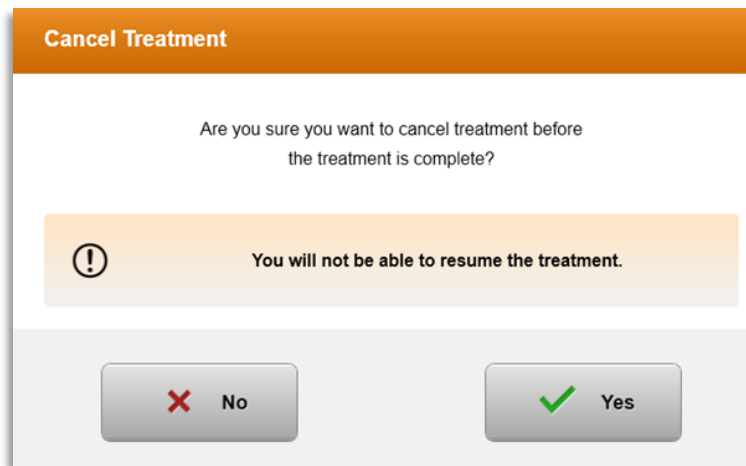 Cancel Treatment
Are you sure you want to cancel treatment before
the treatment is complete?
You will not be able to resume the treatment.
No
Yes